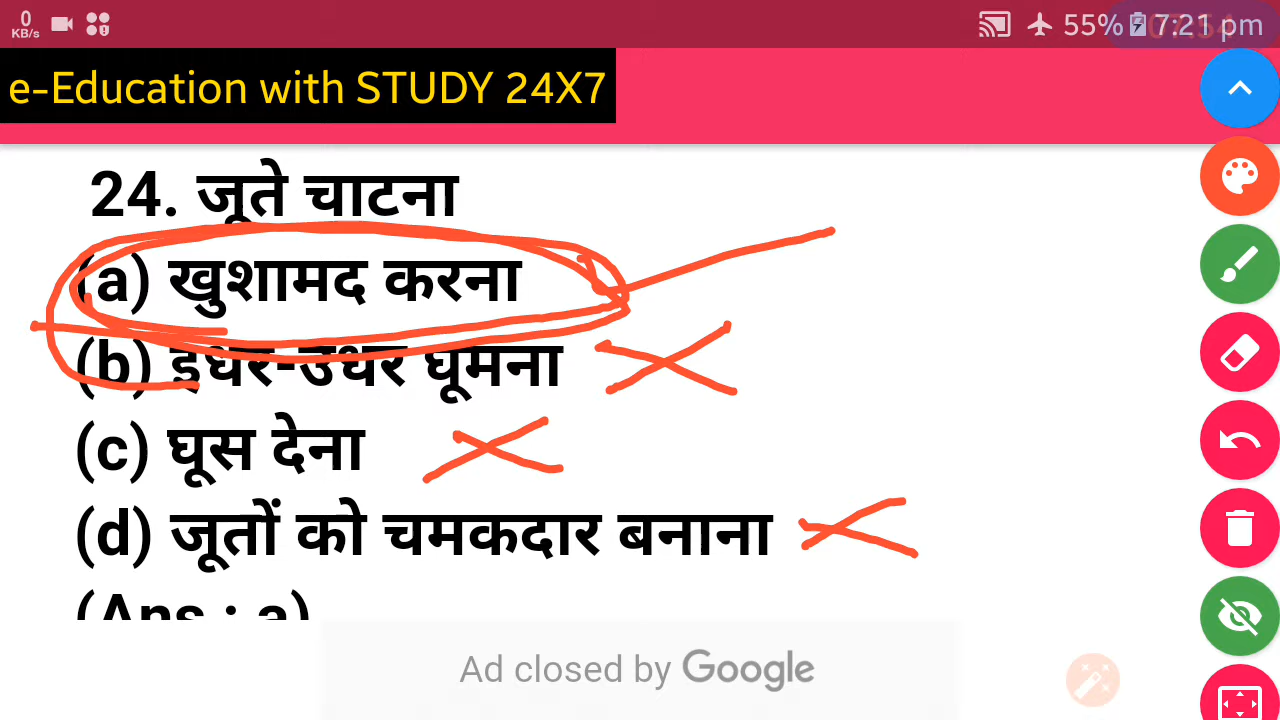 0
KB/s
55% 7:21 pm
e-Education with STUDY 24X7
24. जूते चाटना
(a) खुशामद करना
(b) इधर-उधर घूमना
(c) घूस देना
(d) जूतों को चमकदार बनाना
(Ans : a)
Ad closed by Google